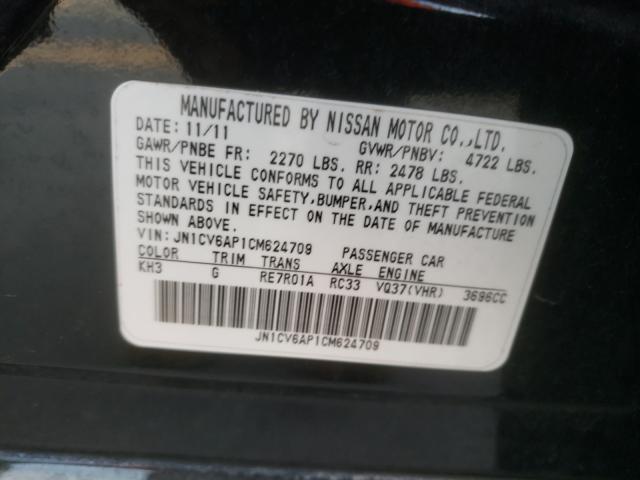 MANUFACTURED BY NISSAN MOTOR CO.,LTD.
DATE: 11/11 GVWR/PNBV: 4722 LBS.
GAWR/PNBE FR: 2270 LBS. RR: 2478 LBS.
THIS VEHICLE CONFORMS TO ALL APPLICABLE FEDERAL
MOTOR VEHICLE SAFETY,BUMPER,AND THEFT PREVENTION
STANDARDS IN EFFECT ON THE DATE OF MANUFACTURE
SHOWN ABOVE.
VIN: JN1CV6AP1CM624709 PASSENGER CAR
COLOR TRIM TRANS AXLE ENGINE
KH3 G RE7R01A RC33 VQ37(VHR) 3696CC
JN1CV6AP1CM624709